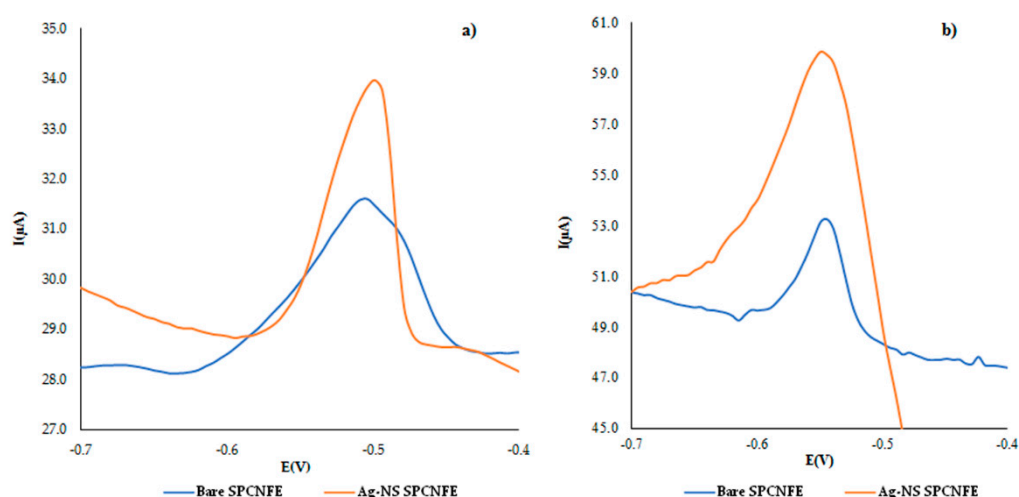 a)
35.0
34.0
33.0
32.0
31.0
30.0
29.0
28.0
27.0
I(µA)
-0.7
-0.6
-0.5
-0.4
E(V)
Bare SPCNFE
Ag-NS SPCNFE
b)
61.0
59.0
57.0
55.0
53.0
51.0
49.0
47.0
45.0
I(µA)
-0.7
-0.6
-0.5
-0.4
E(V)
Bare SPCNFE
Ag-NS SPCNFE